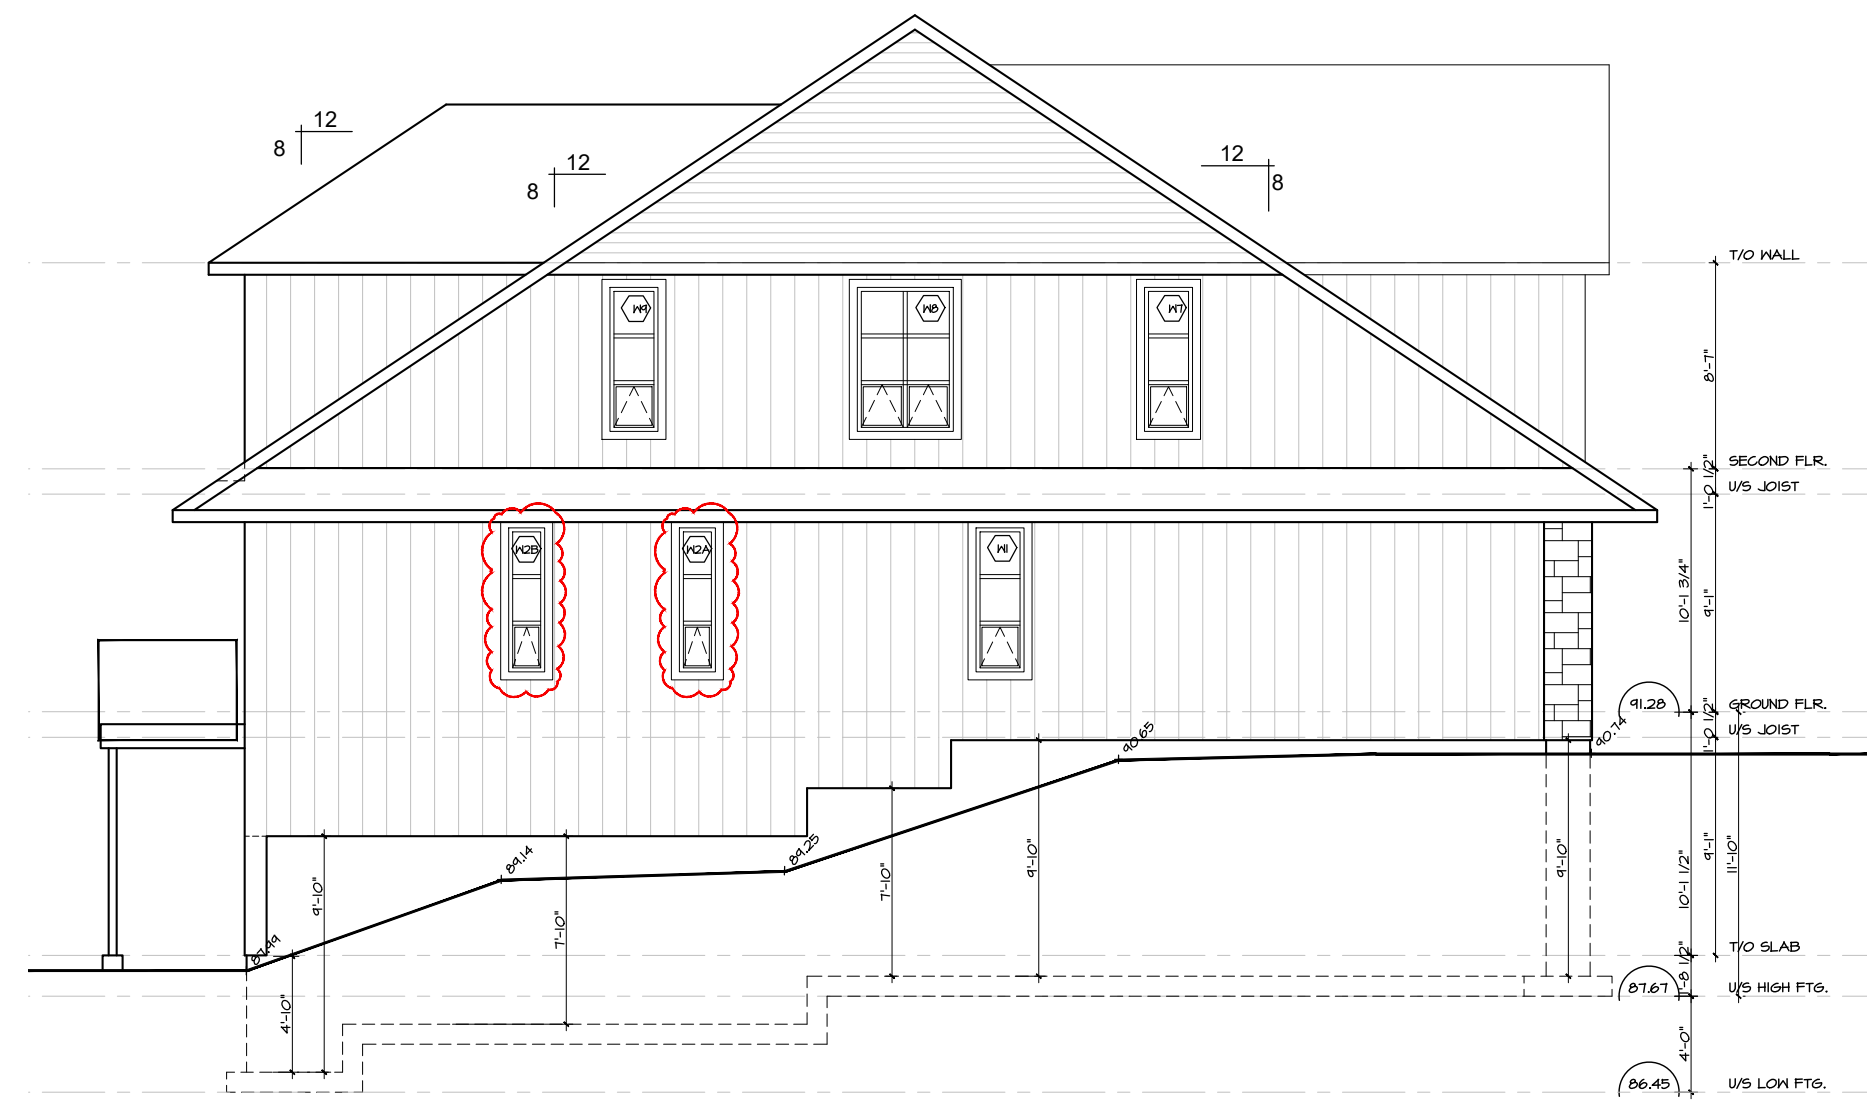 12
8
12
8
12
8
T/O WALL
W9
W8
W7
8'-7"
SECOND FLR.
1'-0 1/2"
U/S JOIST
W2B
W2A
W1
10'-1 3/4"
9'-1"
91.28
GROUND FLR.
1'-0 1/2"
U/S JOIST
90.65
90.74
89.14
89.25
87.99
9'-10"
7'-10"
7'-10"
9'-10"
9'-10"
10'-1 1/2"
9'-1"
11'-10"
T/O SLAB
1'-8 1/2"
87.67
U/S HIGH FTG.
4'-10"
4'-0"
86.45
U/S LOW FTG.